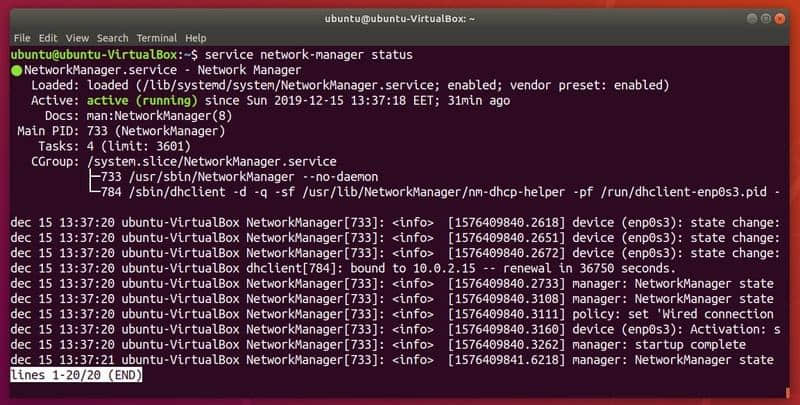 ubuntu@ubuntu-VirtualBox: ~
File Edit View Search Terminal Help
ubuntu@ubuntu-VirtualBox:~$ service network-manager status
● NetworkManager.service - Network Manager
Loaded: loaded (/lib/systemd/system/NetworkManager.service; enabled; vendor preset: enabled)
Active: active (running) since Sun 2019-12-15 13:37:18 EET; 31min ago
Docs: man:NetworkManager(8)
Main PID: 733 (NetworkManager)
Tasks: 4 (limit: 3601)
CGroup: /system.slice/NetworkManager.service
├─733 /usr/sbin/NetworkManager --no-daemon
└─784 /sbin/dhclient -d -q -sf /usr/lib/NetworkManager/nm-dhcp-helper -pf /run/dhclient-enp0s3.pid -
dec 15 13:37:20 ubuntu-VirtualBox NetworkManager[733]: <info> [1576409840.2618] device (enp0s3): state change:
dec 15 13:37:20 ubuntu-VirtualBox NetworkManager[733]: <info> [1576409840.2651] device (enp0s3): state change:
dec 15 13:37:20 ubuntu-VirtualBox NetworkManager[733]: <info> [1576409840.2672] device (enp0s3): state change:
dec 15 13:37:20 ubuntu-VirtualBox dhclient[784]: bound to 10.0.2.15 -- renewal in 36750 seconds.
dec 15 13:37:20 ubuntu-VirtualBox NetworkManager[733]: <info> [1576409840.2733] manager: NetworkManager state
dec 15 13:37:20 ubuntu-VirtualBox NetworkManager[733]: <info> [1576409840.3108] manager: NetworkManager state
dec 15 13:37:20 ubuntu-VirtualBox NetworkManager[733]: <info> [1576409840.3111] policy: set 'Wired connection
dec 15 13:37:20 ubuntu-VirtualBox NetworkManager[733]: <info> [1576409840.3160] device (enp0s3): Activation: s
dec 15 13:37:20 ubuntu-VirtualBox NetworkManager[733]: <info> [1576409840.3262] manager: startup complete
dec 15 13:37:21 ubuntu-VirtualBox NetworkManager[733]: <info> [1576409841.6218] manager: NetworkManager state
lines 1-20/20 (END)